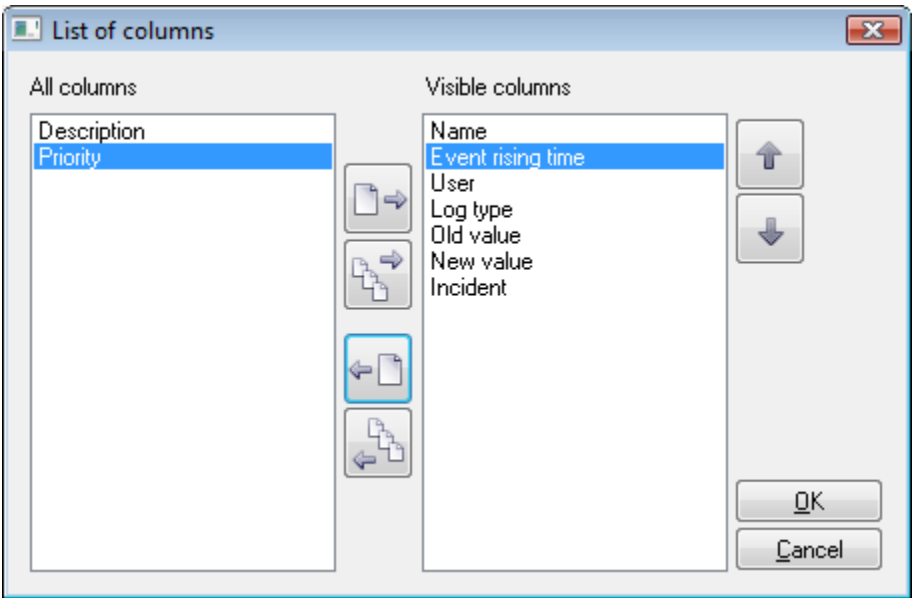 List of columns
All columns
Description
Priority
Visible columns
Name
Event rising time
User
Log type
Old value
New value
Incident
OK
Cancel